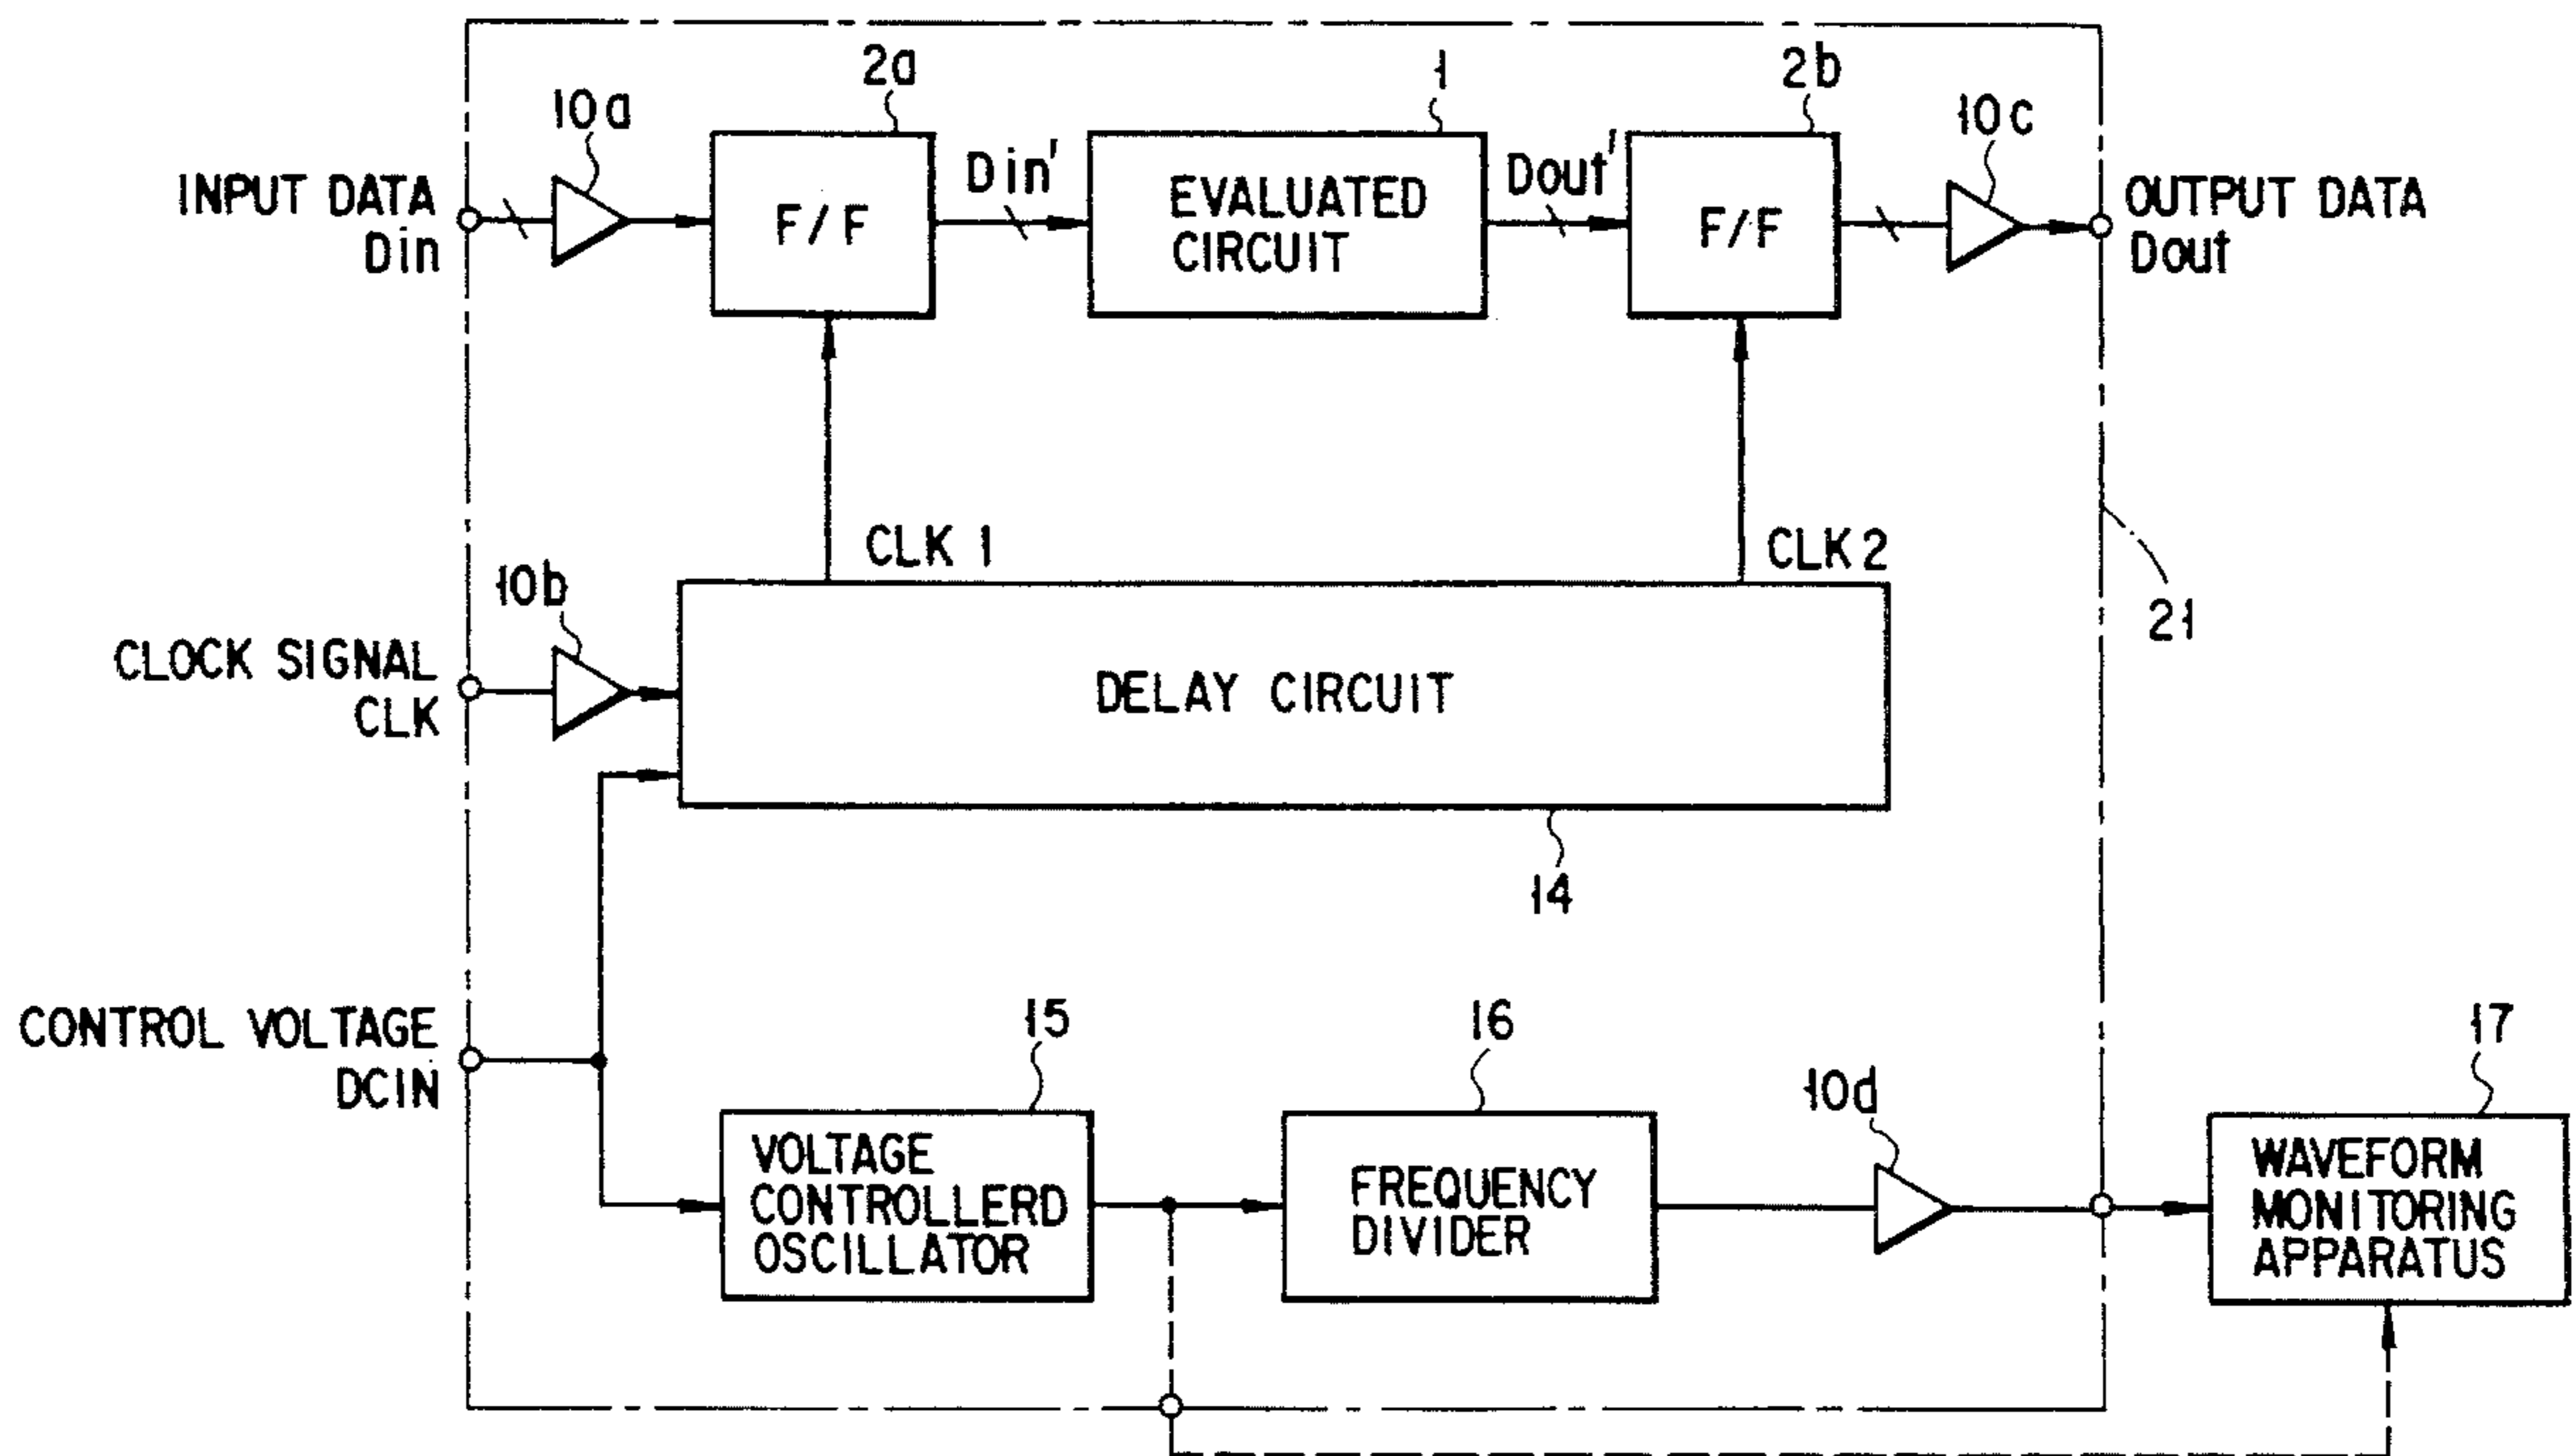 2a
1
2b
10a
10c
INPUT DATA
Din
F/F
Din'
EVALUATED
CIRCUIT
Dout'
F/F
OUTPUT DATA
Dout
CLK 1
CLK 2
10b
21
CLOCK SIGNAL
CLK
DELAY CIRCUIT
14
CONTROL VOLTAGE
DCIN
15
16
17
10d
VOLTAGE
CONTROLLERD
OSCILLATOR
FREQUENCY
DIVIDER
WAVEFORM
MONITORING
APPARATUS